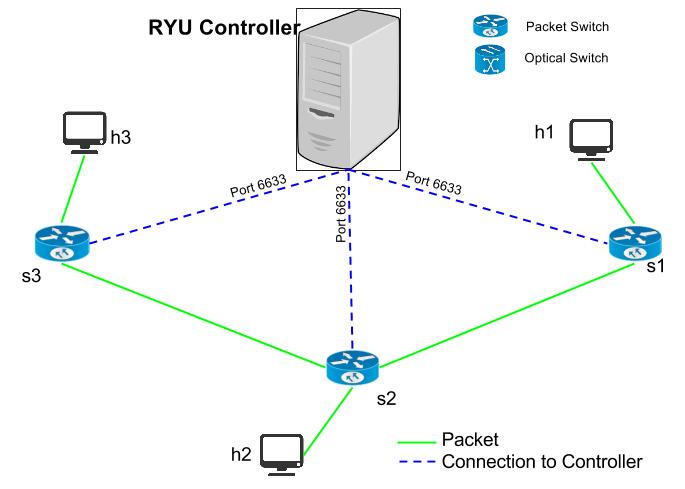 RYU Controller
Packet Switch
Optical Switch
h3
h1
Port 6633
Port 6633
Port 6633
s3
s1
s2
h2
Packet
Connection to Controller